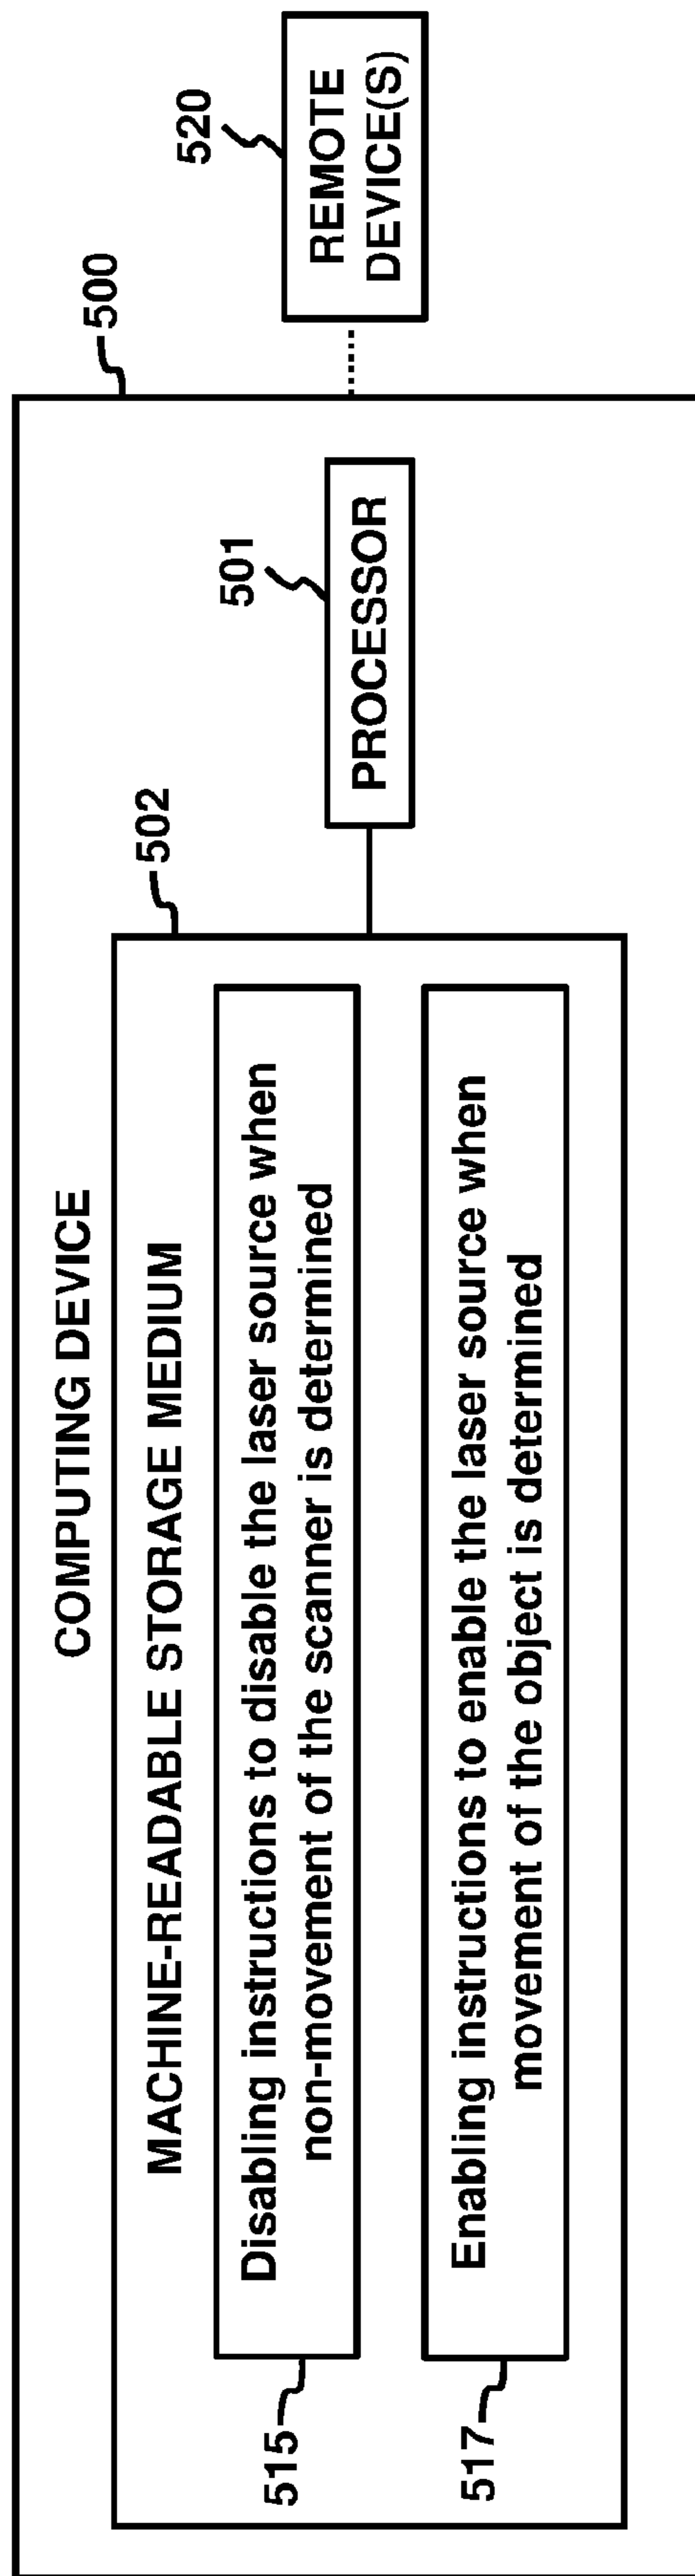 COMPUTING DEVICE
500
MACHINE-READABLE STORAGE MEDIUM
502
Disabling instructions to disable the laser source when
non-movement of the scanner is determined
515
Enabling instructions to enable the laser source when
movement of the object is determined
517
501
PROCESSOR
520
REMOTE
DEVICE(S)